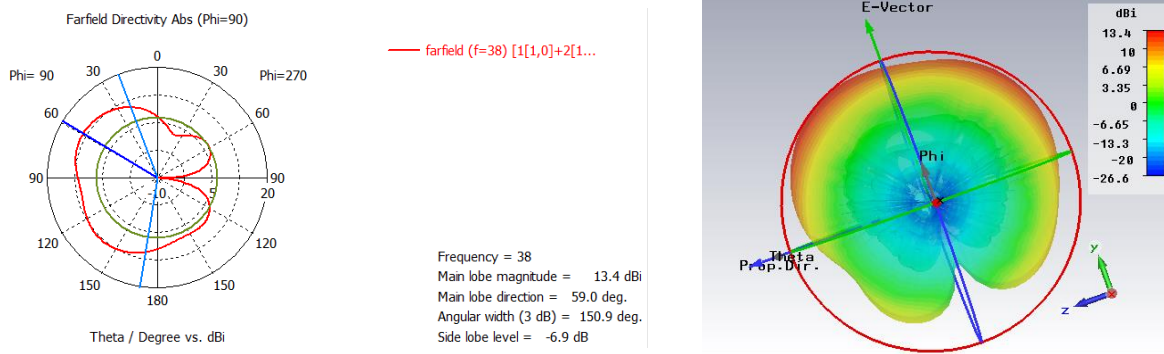 Farfield Directivity Abs (Phi=90)
0
Phi= 90
30
30
Phi=270
60
60
90
-10
5
90
20
120
120
150
150
180
Theta / Degree vs. dBi
farfield (f=38) [1[1,0]+2[1...
Frequency = 38
Main lobe magnitude = 13.4 dBi
Main lobe direction = 59.0 deg.
Angular width (3 dB) = 150.9 deg.
Side lobe level = -6.9 dB
E-Vector
Phi
x
Theta
Prop.Dir.
y
z
dBi
13.4
10
6.69
3.35
0
-6.65
-13.3
-20
-26.6